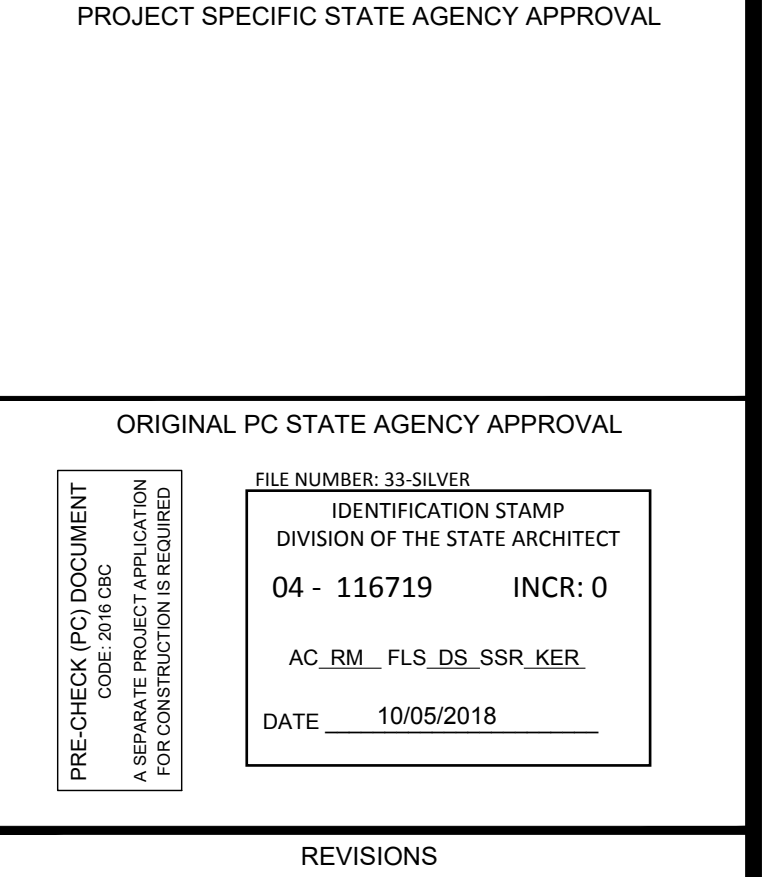 PROJECT SPECIFIC STATE AGENCY APPROVAL
ORIGINAL PC STATE AGENCY APPROVAL
PRE-CHECK (PC) DOCUMENT
CODE: 2016 CBC
A SEPARATE PROJECT APPLICATION
FOR CONSTRUCTION IS REQUIRED
FILE NUMBER: 33-SILVER
IDENTIFICATION STAMP
DIVISION OF THE STATE ARCHITECT
04 - 116719 INCR: 0
AC RM FLS DS SSR KER
DATE 10/05/2018
REVISIONS